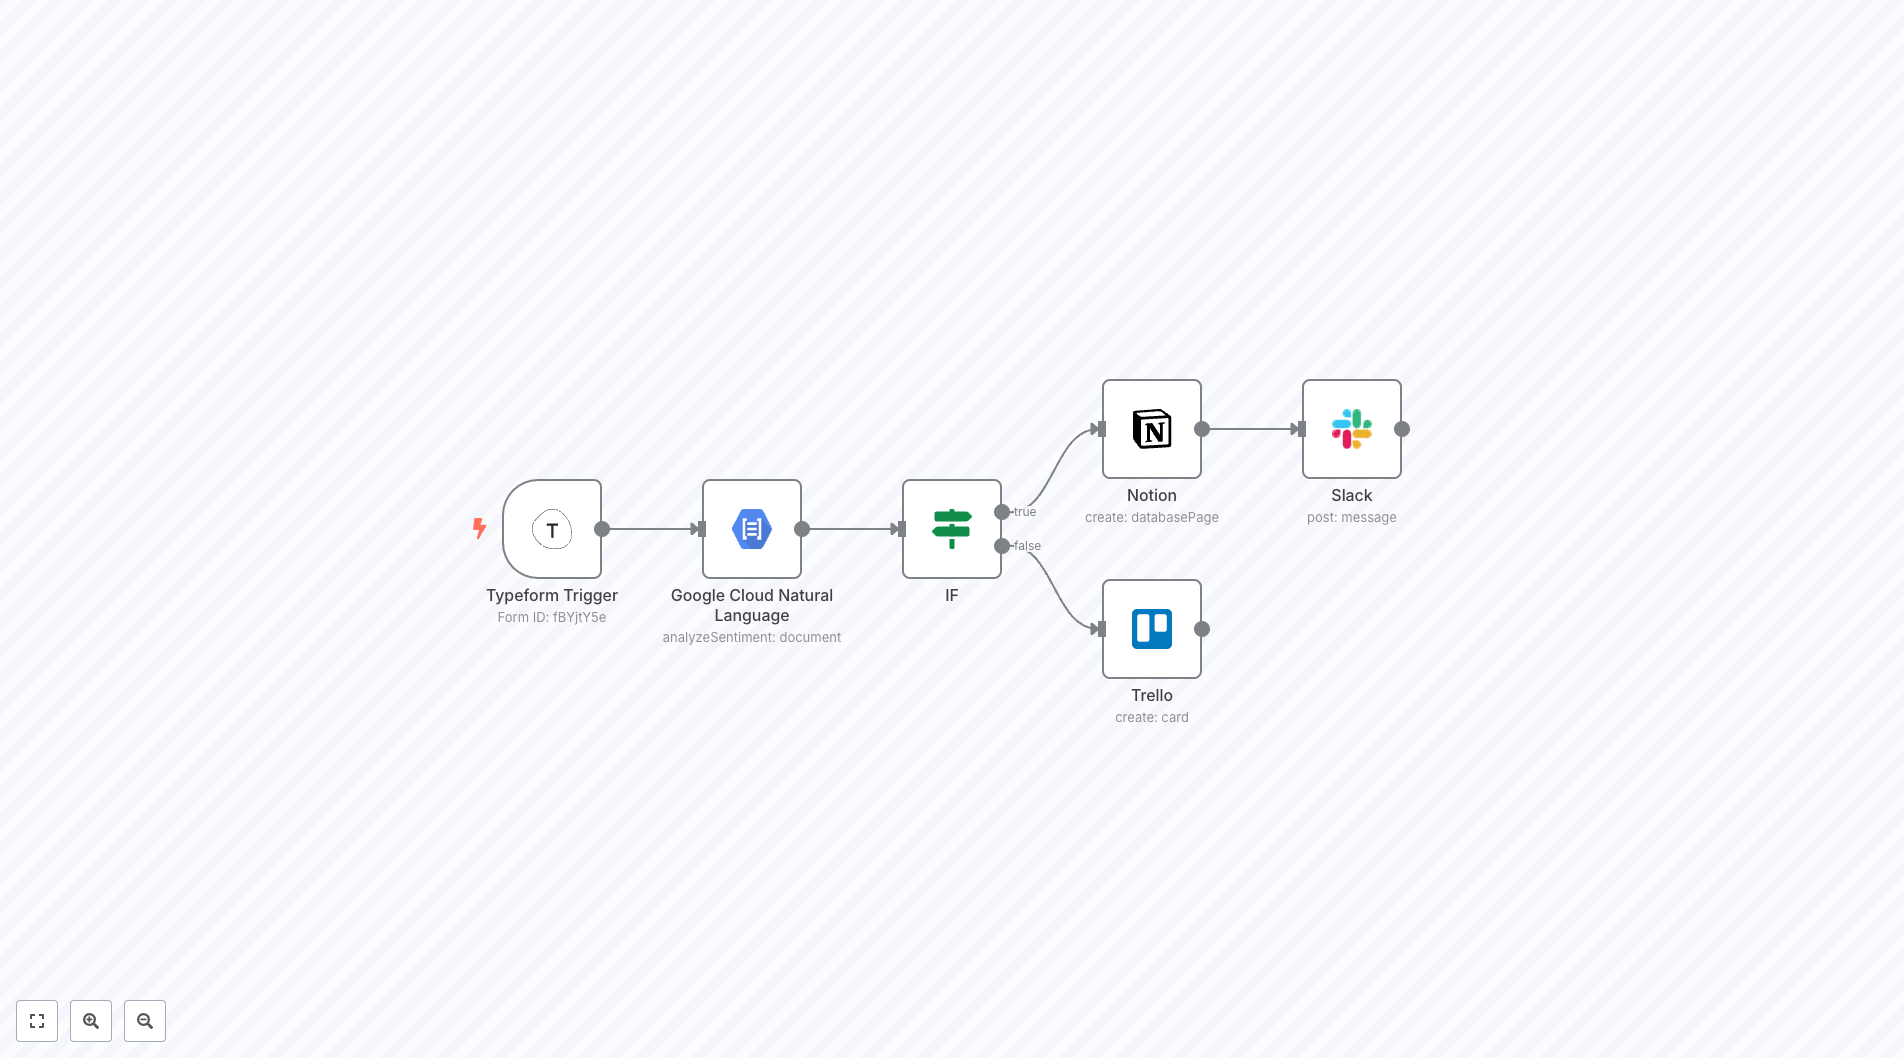 T
Typeform Trigger
Form ID: fBYjtY5e
Google Cloud Natural
Language
analyzeSentiment: document
IF
true
false
N
Notion
create: databasePage
Slack
post: message
Trello
create: card